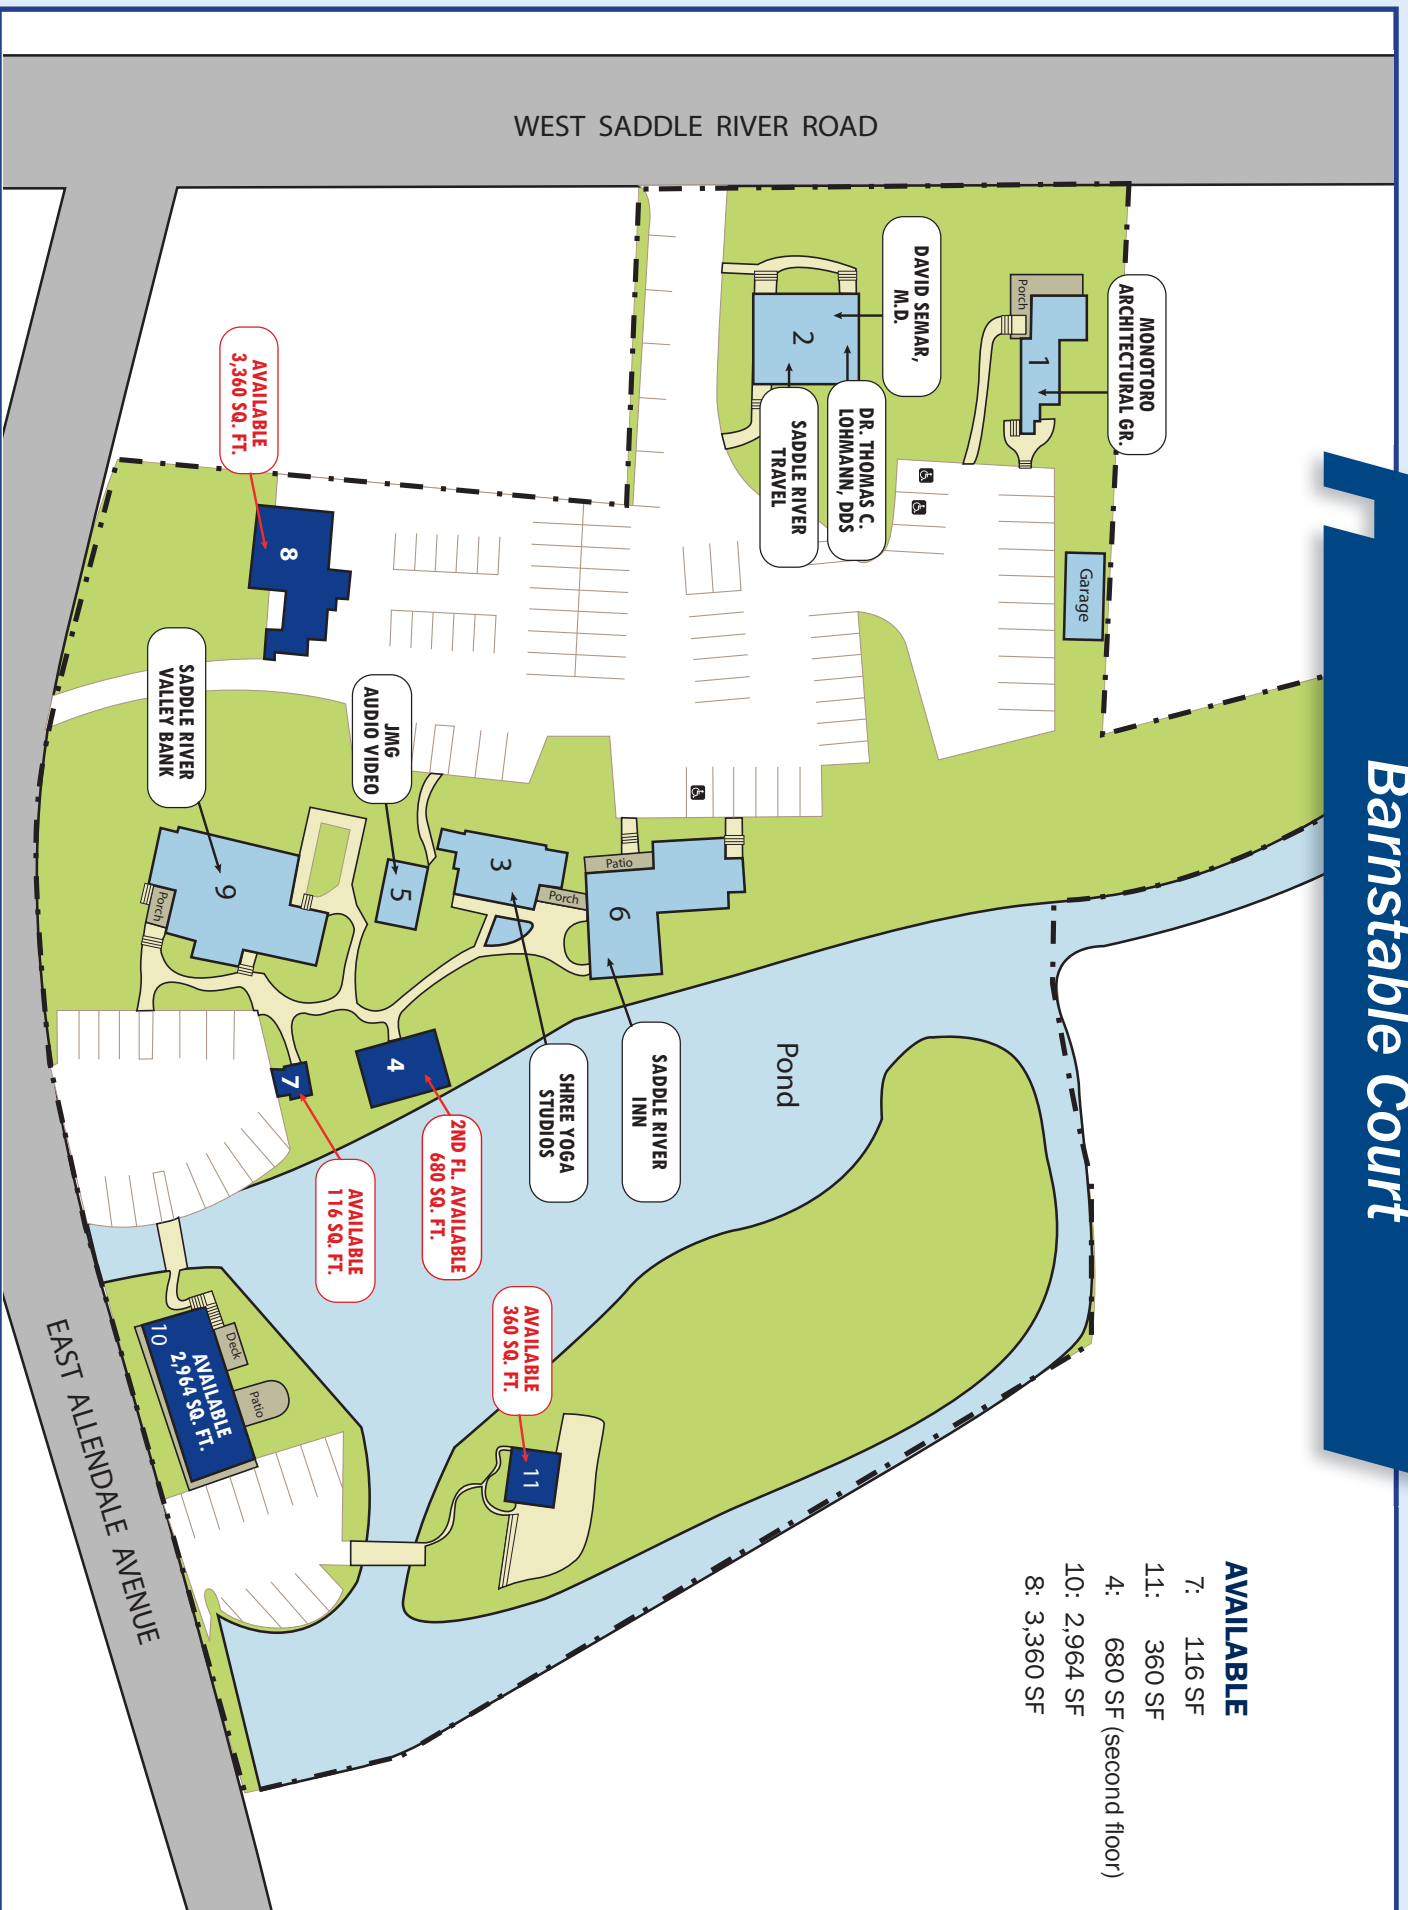 Barnstable Court
AVAILABLE
7: 116 SF
11: 360 SF
4: 680 SF (second floor)
10: 2,964 SF
8: 3,360 SF
WEST SADDLE RIVER ROAD
MONOTORO
ARCHITECTURAL GR.
Porch
1
Garage
DAVID SEMAR,
M.D.
DR. THOMAS C.
LOHMANN, DDS
SADDLE RIVER
TRAVEL
2
AVAILABLE
3,360 SQ. FT.
8
SADDLE RIVER
VALLEY BANK
9
Porch
JMG
AUDIO VIDEO
5
3
Porch
Patio
6
SADDLE RIVER
INN
SHREE YOGA
STUDIOS
Pond
4
2ND FL. AVAILABLE
680 SQ. FT.
7
AVAILABLE
116 SQ. FT.
AVAILABLE
360 SQ. FT.
11
Deck
Patio
10
AVAILABLE
2,964 SQ. FT.
EAST ALLENDALE AVENUE